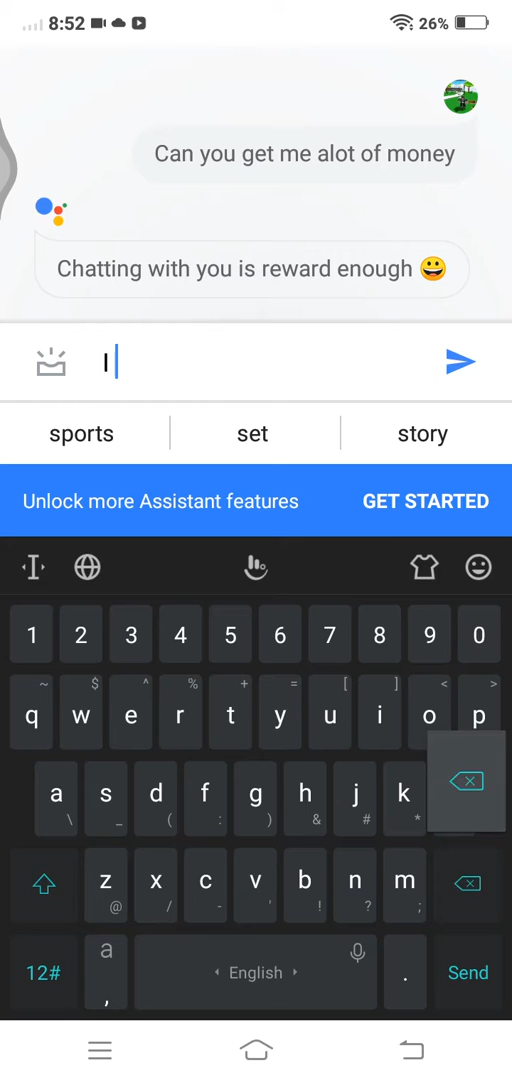 8:52 26%
Can you get me alot of money
Chatting with you is reward enough 😀
I
sports set story
Unlock more Assistant features GET STARTED
1 2 3 4 5 6 7 8 9 0
~ $ ^ % + = [ ] < >
q w e r t y u i o p
a s d f g h j k
\ _ ( : ) & # *
z x c v b n m
@ / - ' ! ? ;
12# a , English . Send